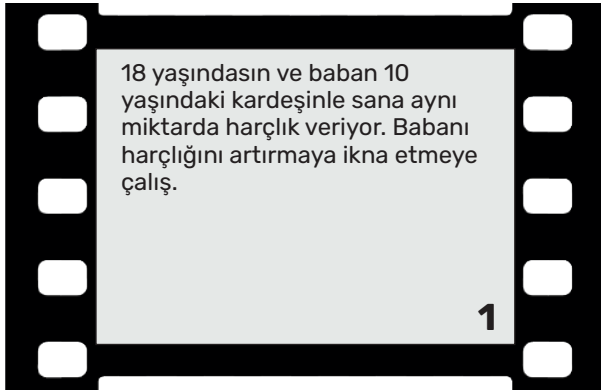 18 yaşındasın ve baban 10
yaşındaki kardeşinle sana aynı
miktarda harçlık veriyor. Babanı
harçlığını artırmaya ikna etmeye
çalış.
1